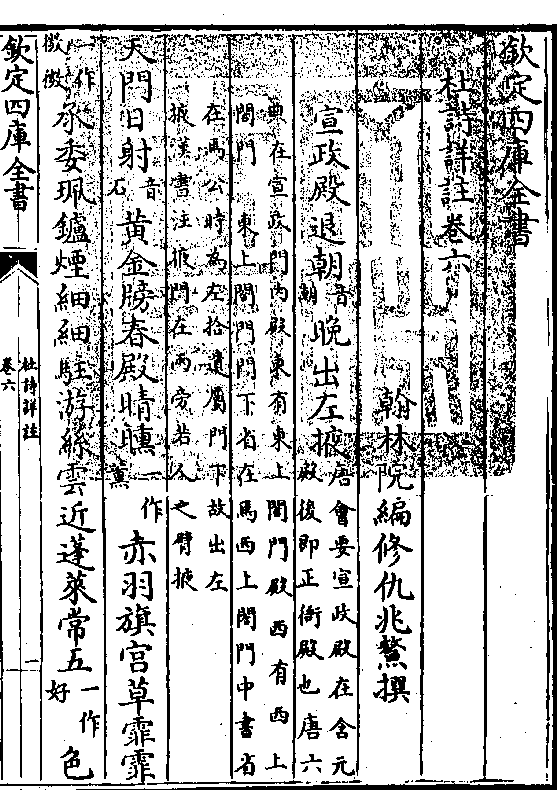 欽定四庫全書
杜詩詳註卷六
翰林院編修仇兆鰲撰
宣政殿退朝音朝晚出左掖唐會要宣政殿在含元
殿後即正衙殿也唐六
典在宣政門內殿東有東上閤門殿西有西上
閤門東上閤門門下省在焉西上閤門中書省
在焉公時為左拾遺屬門下故出左
掖漢書注掖門在兩旁若人之臂掖
天門日射音石黃金牓春殿晴曛一作薰赤羽旗宫草霏霏
一作微微承委珮鑪煙細細駐游絲雲近蓬萊常五一作好色
欽定四庫全書
杜詩詳註
卷六
一